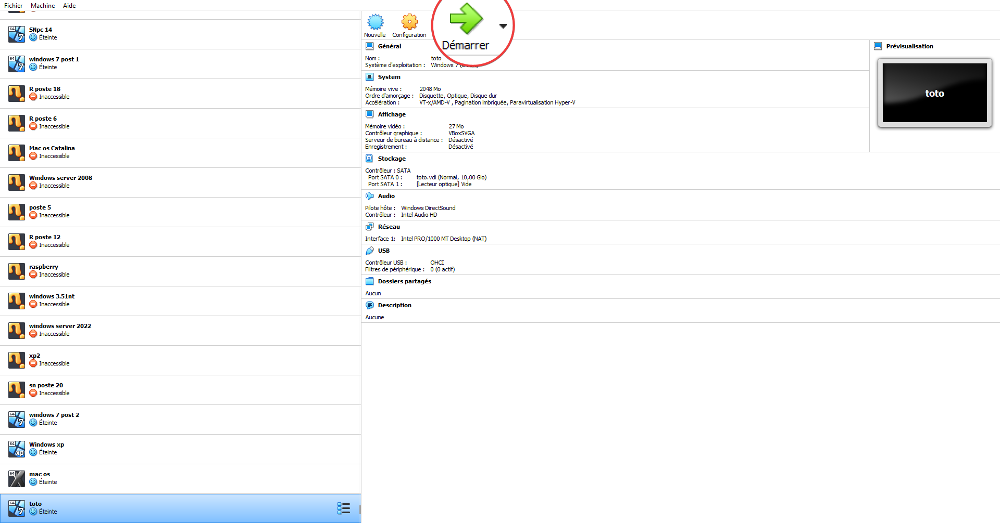 Fichier Machine Aide
SNpc 14
Éteinte
windows 7 post 1
Éteinte
R poste 18
Inaccessible
R poste 6
Inaccessible
Mac os Catalina
Inaccessible
Windows server 2008
Inaccessible
poste 5
Inaccessible
R poste 12
Inaccessible
raspberry
Inaccessible
windows 3.51nt
Inaccessible
windows server 2022
Inaccessible
xp2
Inaccessible
sn poste 20
Inaccessible
windows 7 post 2
Éteinte
Windows xp
Éteinte
mac os
Éteinte
toto
Éteinte
Nouvelle Configuration Démarrer
Général
Nom : toto
Système d'exploitation : Windows 7
System
Mémoire vive : 2048 Mo
Ordre d'amorçage : Disquette, Optique, Disque dur
Accélération : VT-x/AMD-V , Pagination imbriquée, Paravirtualisation Hyper-V
Affichage
Mémoire vidéo : 27 Mo
Contrôleur graphique : VBoxSVGA
Serveur de bureau à distance : Désactivé
Enregistrement : Désactivé
Stockage
Contrôleur : SATA
Port SATA 0 : toto.vdi (Normal, 10,00 Gio)
Port SATA 1 : [Lecteur optique] Vide
Audio
Pilote hôte : Windows DirectSound
Contrôleur : Intel Audio HD
Réseau
Interface 1: Intel PRO/1000 MT Desktop (NAT)
USB
Contrôleur USB : OHCI
Filtres de périphérique : 0 (0 actif)
Dossiers partagés
Aucun
Description
Aucune
Prévisualisation
toto